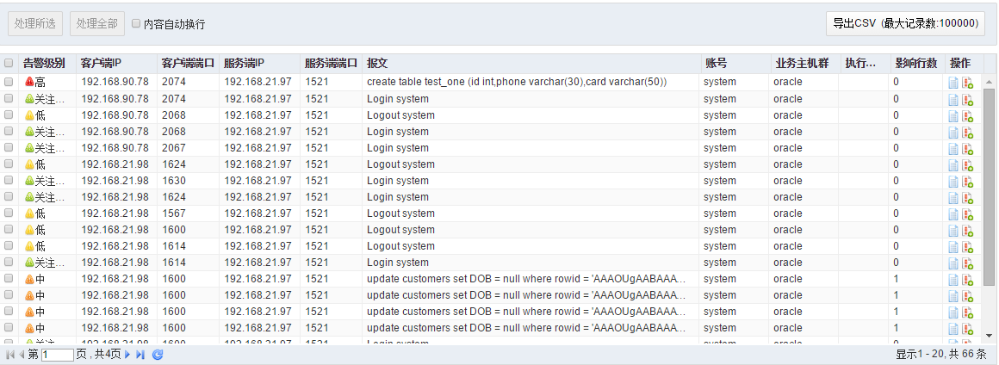 处理所选 处理全部 内容自动换行 导出CSV (最大记录数:100000)
告警级别 客户端IP 客户端端口 服务端IP 服务端端口 报文 账号 业务主机群 执行... 影响行数 操作
高 192.168.90.78 2074 192.168.21.97 1521 create table test_one (id int,phone varchar(30),card varchar(50)) system oracle 0
关注... 192.168.90.78 2074 192.168.21.97 1521 Login system system oracle 0
低 192.168.90.78 2068 192.168.21.97 1521 Logout system system oracle 0
关注... 192.168.90.78 2068 192.168.21.97 1521 Login system system oracle 0
关注... 192.168.90.78 2067 192.168.21.97 1521 Login system system oracle 0
低 192.168.21.98 1624 192.168.21.97 1521 Logout system system oracle 0
关注... 192.168.21.98 1630 192.168.21.97 1521 Login system system oracle 0
关注... 192.168.21.98 1624 192.168.21.97 1521 Login system system oracle 0
低 192.168.21.98 1567 192.168.21.97 1521 Logout system system oracle 0
低 192.168.21.98 1600 192.168.21.97 1521 Logout system system oracle 0
低 192.168.21.98 1614 192.168.21.97 1521 Logout system system oracle 0
关注... 192.168.21.98 1614 192.168.21.97 1521 Login system system oracle 0
中 192.168.21.98 1600 192.168.21.97 1521 update customers set DOB = null where rowid = 'AAAOUgAABAAA... system oracle 1
中 192.168.21.98 1600 192.168.21.97 1521 update customers set DOB = null where rowid = 'AAAOUgAABAAA... system oracle 1
中 192.168.21.98 1600 192.168.21.97 1521 update customers set DOB = null where rowid = 'AAAOUgAABAAA... system oracle 1
中 192.168.21.98 1600 192.168.21.97 1521 update customers set DOB = null where rowid = 'AAAOUgAABAAA... system oracle 1
关注... 192.168.21.98 1600 192.168.21.97 1521 Login system system oracle 0
第 1 页 , 共4页 显示1 - 20, 共 66 条